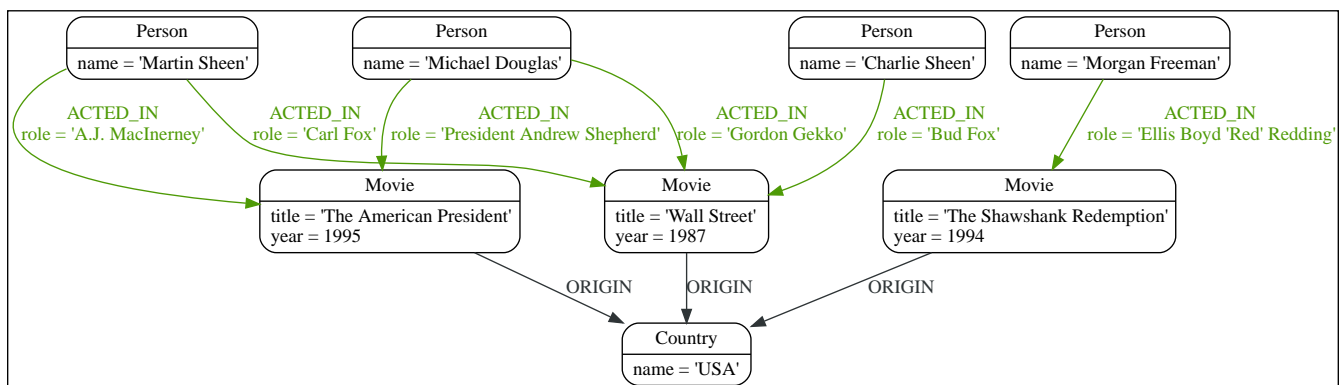 Person
name = 'Martin Sheen'
Person
name = 'Michael Douglas'
Person
name = 'Charlie Sheen'
Person
name = 'Morgan Freeman'
ACTED_IN
role = 'A.J. MacInerney'
ACTED_IN
role = 'Carl Fox'
ACTED_IN
role = 'President Andrew Shepherd'
ACTED_IN
role = 'Gordon Gekko'
ACTED_IN
role = 'Bud Fox'
ACTED_IN
role = 'Ellis Boyd 'Red' Redding'
Movie
title = 'The American President'
year = 1995
Movie
title = 'Wall Street'
year = 1987
Movie
title = 'The Shawshank Redemption'
year = 1994
ORIGIN
ORIGIN
ORIGIN
Country
name = 'USA'